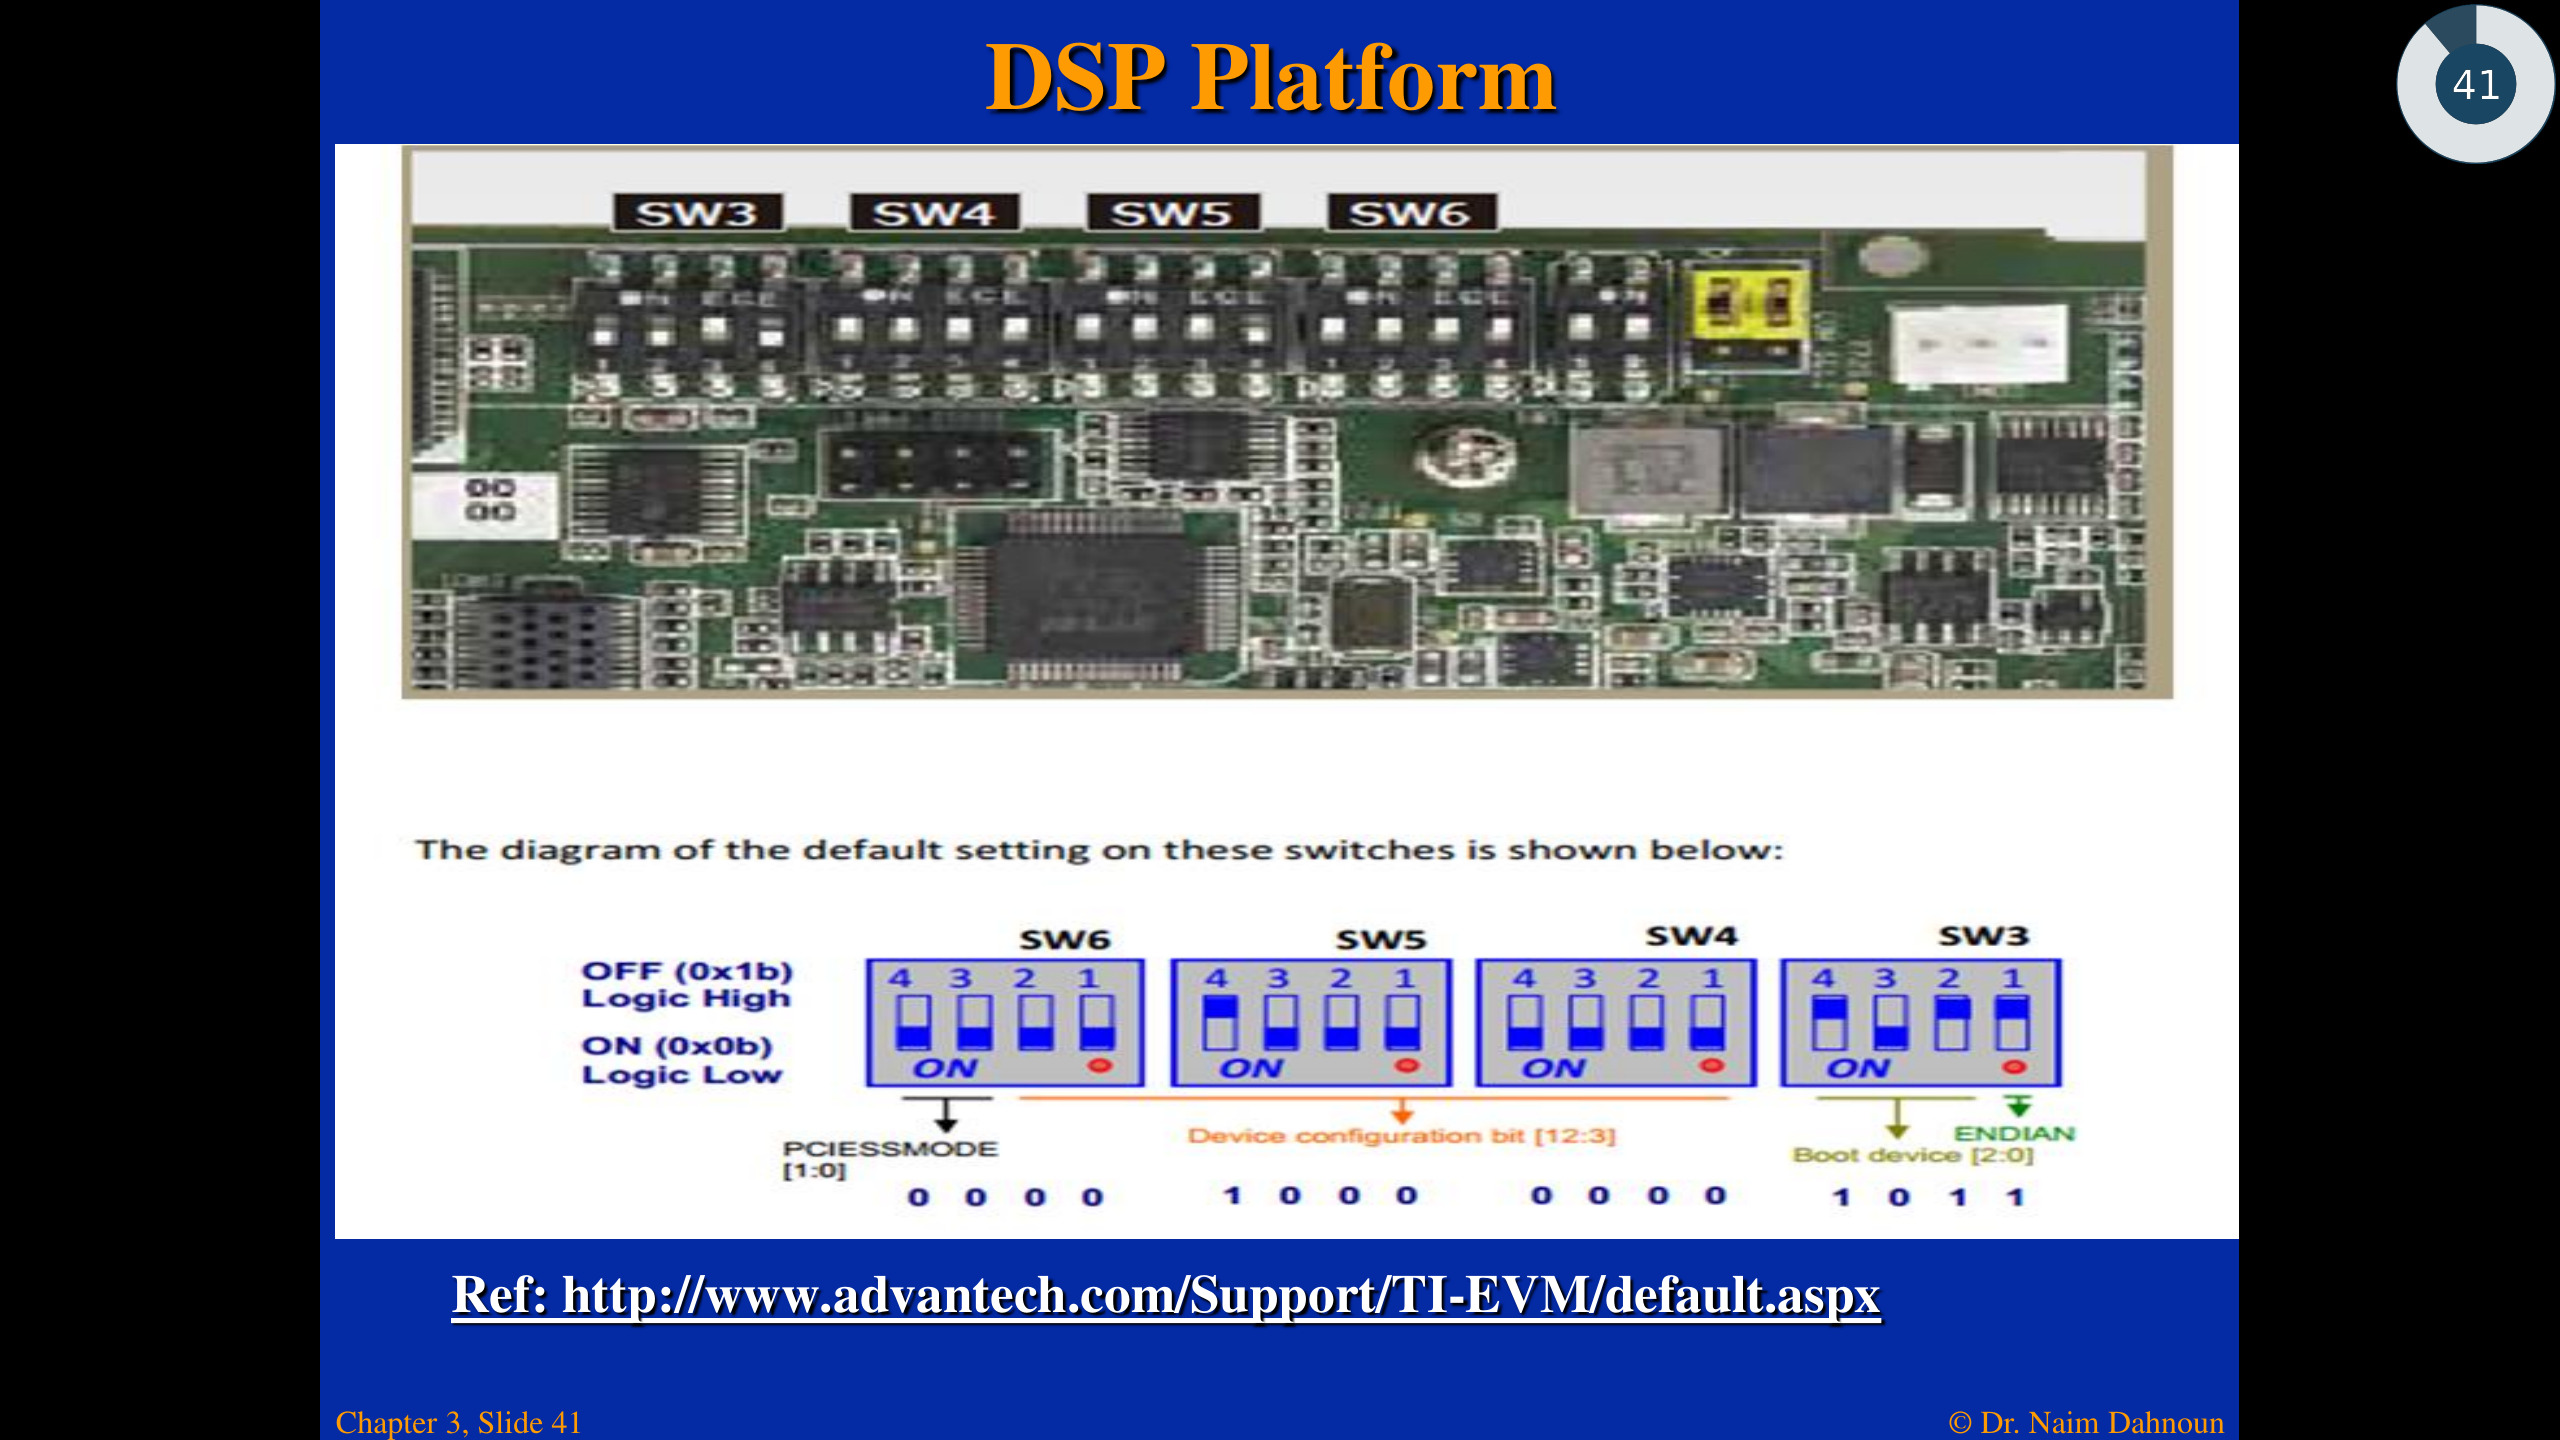 DSP Platform
41
SW3 SW4 SW5 SW6
The diagram of the default setting on these switches is shown below:
SW6 SW5 SW4 SW3
OFF (0x1b)
Logic High
4 3 2 1 4 3 2 1 4 3 2 1 4 3 2 1
ON (0x0b)
Logic Low
ON ON ON ON
PCIESSMODE
[1:0]
Device configuration bit [12:3]
ENDIAN
Boot device [2:0]
0 0 0 0 1 0 0 0 0 0 0 0 1 0 1 1
Ref: http://www.advantech.com/Support/TI-EVM/default.aspx
Chapter 3, Slide 41
© Dr. Naim Dahnoun